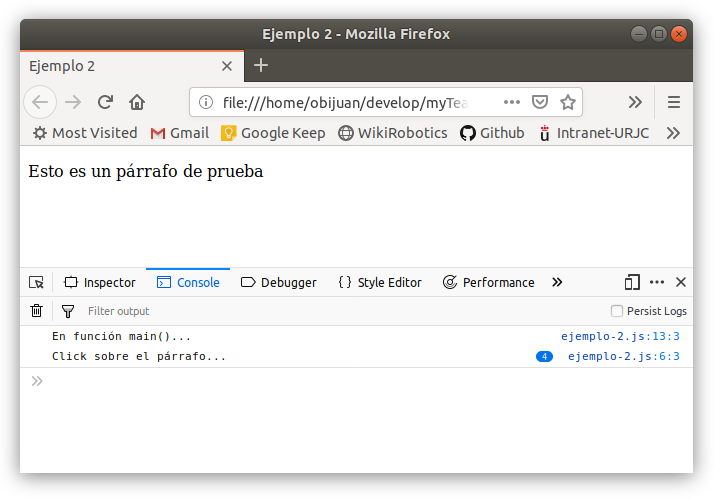 Ejemplo 2 - Mozilla Firefox
Ejemplo 2
file:///home/obijuan/develop/myTea
Most Visited Gmail Google Keep WikiRobotics Github Intranet-URJC
Esto es un párrafo de prueba
Inspector Console Debugger Style Editor Performance
Filter output Persist Logs
En función main()... ejemplo-2.js:13:3
Click sobre el párrafo... 4 ejemplo-2.js:6:3